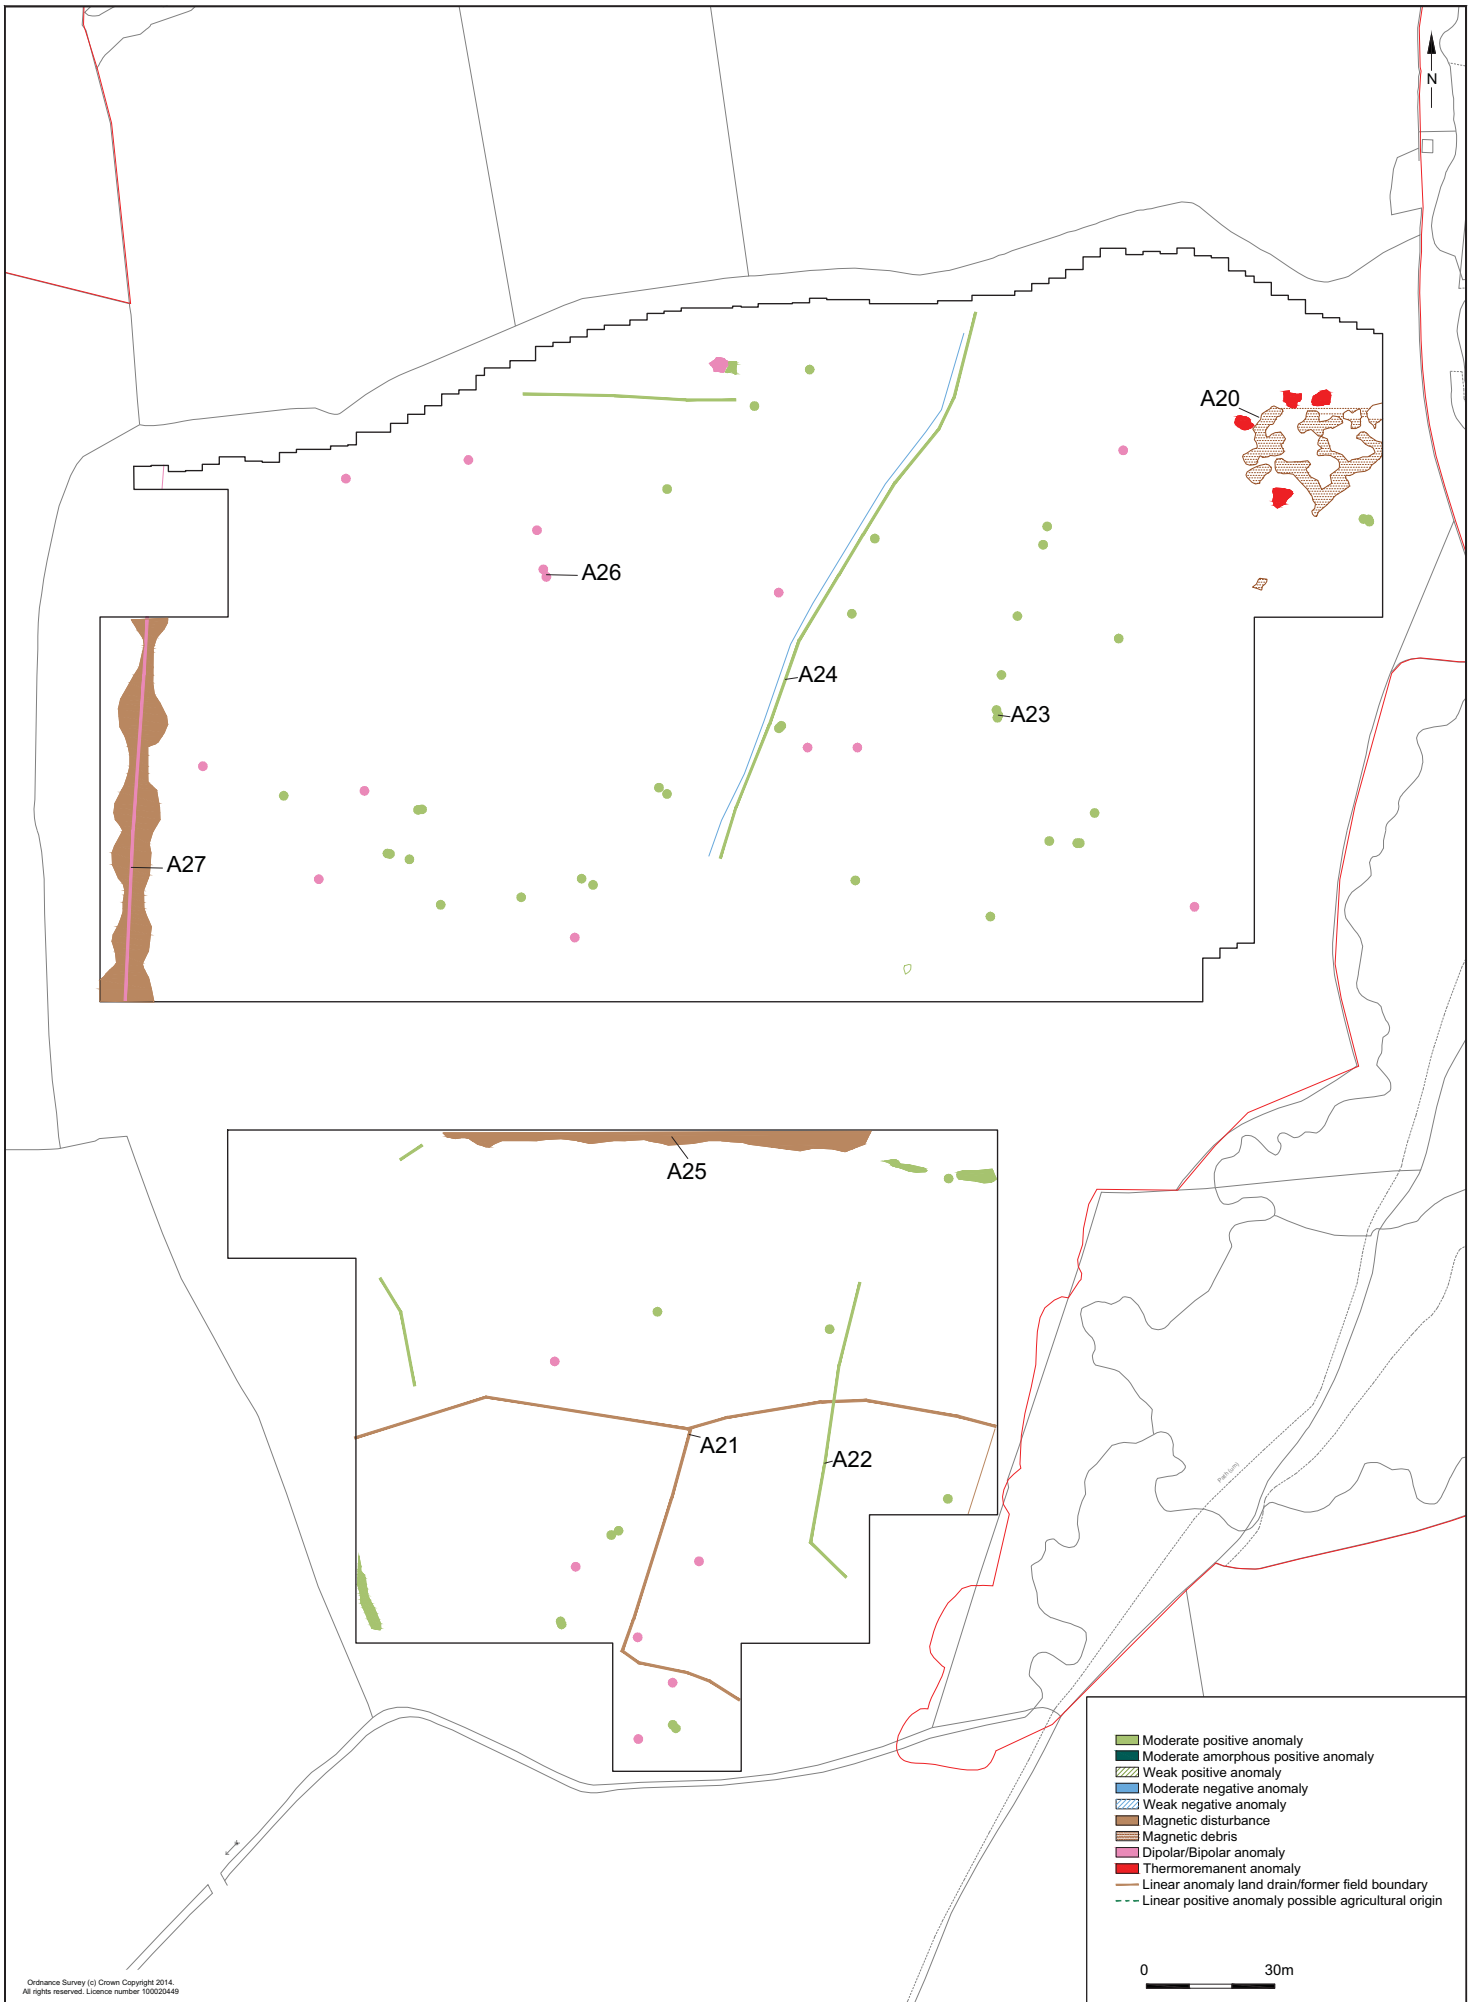 N
A20
A26
A24
A23
A27
A25
A21
A22
Path (um)
Moderate positive anomaly
Moderate amorphous positive anomaly
Weak positive anomaly
Moderate negative anomaly
Weak negative anomaly
Magnetic disturbance
Magnetic debris
Dipolar/Bipolar anomaly
Thermoremanent anomaly
Linear anomaly land drain/former field boundary
Linear positive anomaly possible agricultural origin
0 30m
Ordnance Survey (c) Crown Copyright 2014.
All rights reserved. Licence number 100020449